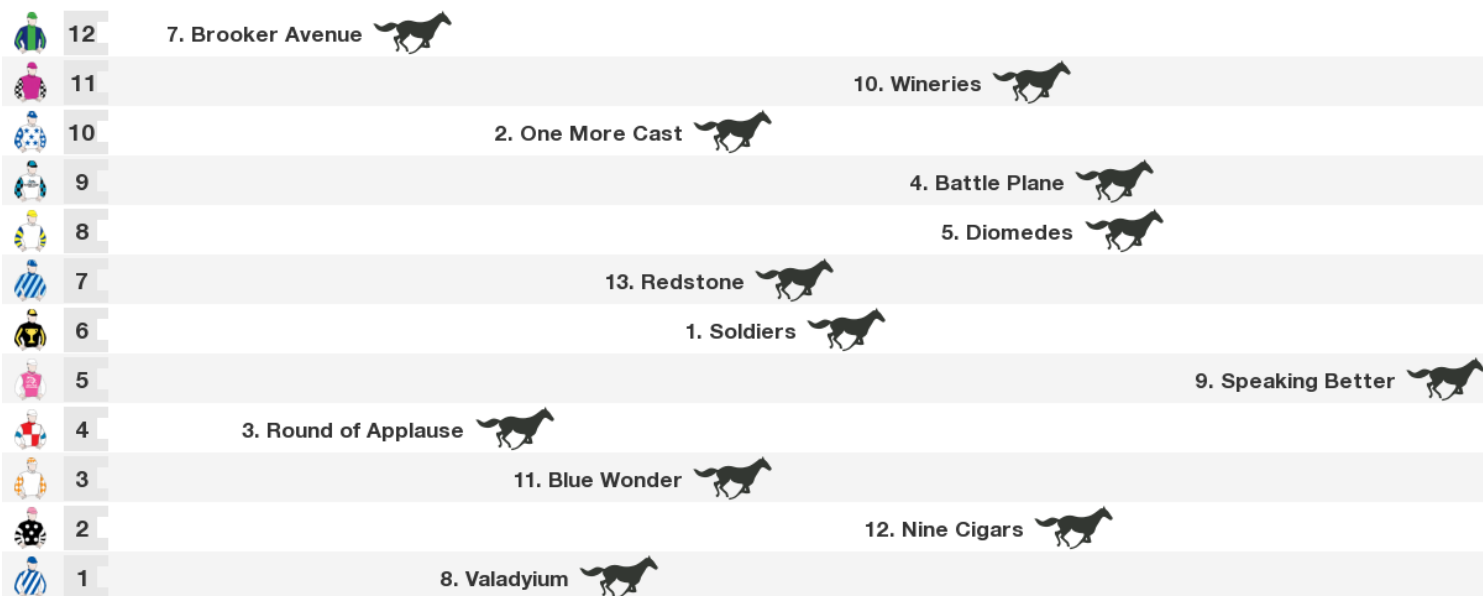 12 7. Brooker Avenue
11 10. Wineries
10 2. One More Cast
9 4. Battle Plane
8 5. Diomedes
7 13. Redstone
6 1. Soldiers
5 9. Speaking Better
4 3. Round of Applause
3 11. Blue Wonder
2 12. Nine Cigars
1 8. Valadyium